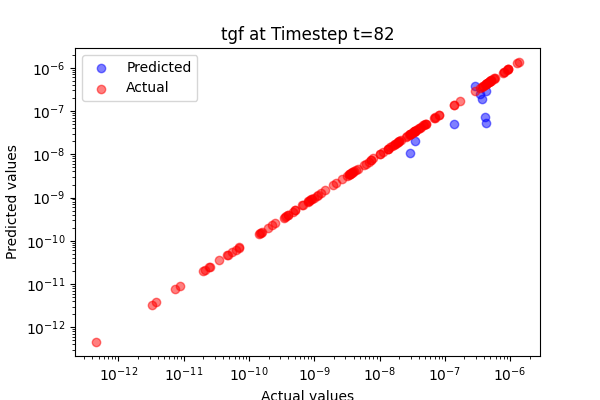 tgf at Timestep t=82
Predicted
Actual
Predicted values
10⁻⁶
10⁻⁷
10⁻⁸
10⁻⁹
10⁻¹⁰
10⁻¹¹
10⁻¹²
10⁻¹² 10⁻¹¹ 10⁻¹⁰ 10⁻⁹ 10⁻⁸ 10⁻⁷ 10⁻⁶
Actual values